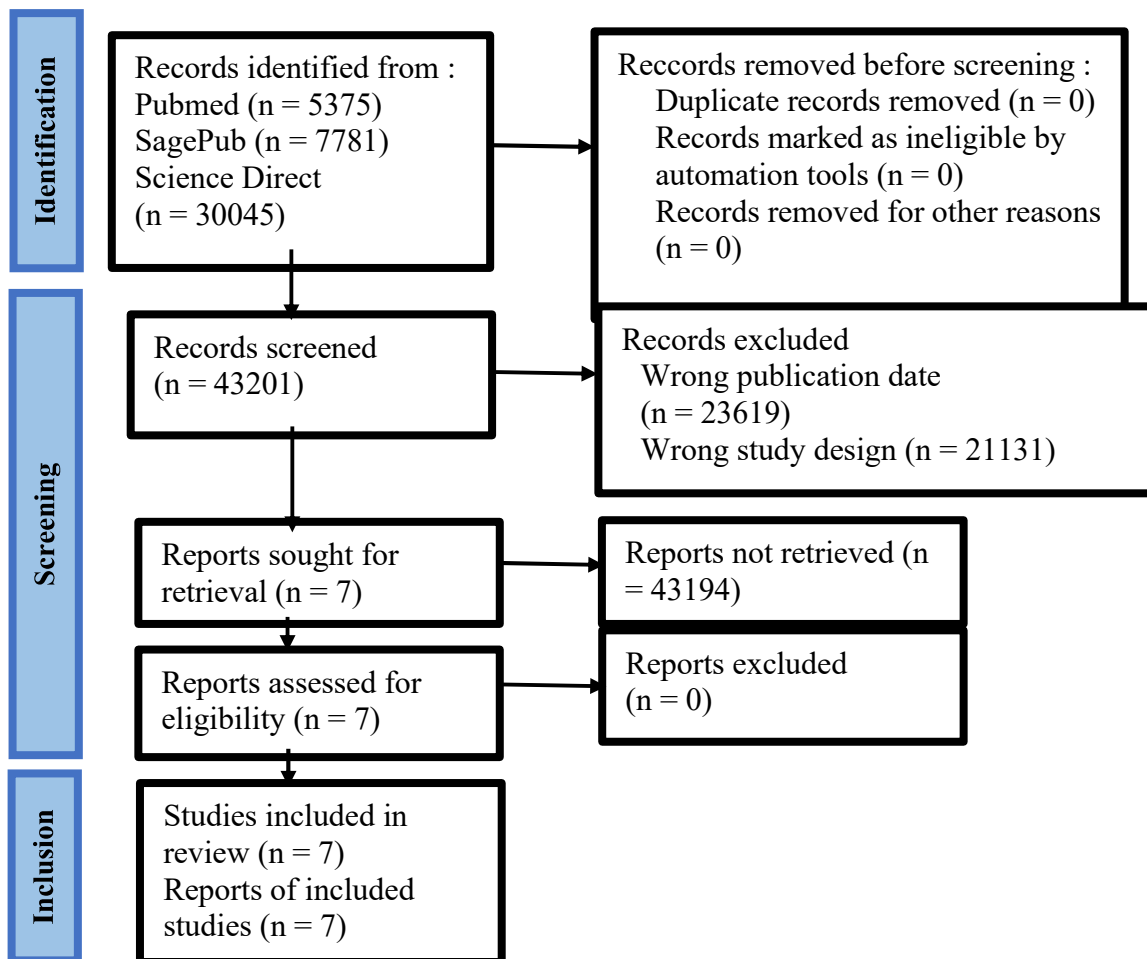 Identification
Records identified from :
Pubmed (n = 5375)
SagePub (n = 7781)
Science Direct
(n = 30045)
Reccords removed before screening :
Duplicate records removed (n = 0)
Records marked as ineligible by
automation tools (n = 0)
Records removed for other reasons
(n = 0)
Screening
Records screened
(n = 43201)
Records excluded
Wrong publication date
(n = 23619)
Wrong study design (n = 21131)
Reports sought for
retrieval (n = 7)
Reports not retrieved (n
= 43194)
Reports assessed for
eligibility (n = 7)
Reports excluded
(n = 0)
Inclusion
Studies included in
review (n = 7)
Reports of included
studies (n = 7)